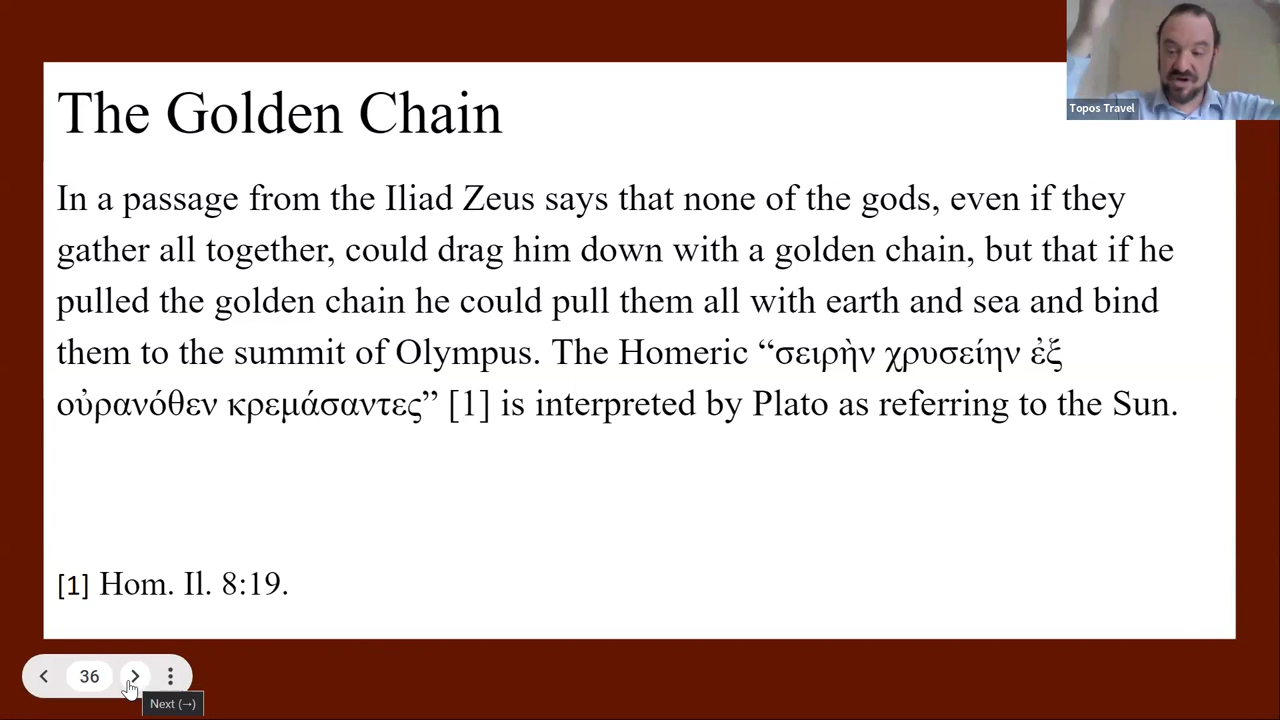 The Golden Chain
Topos Travel
In a passage from the Iliad Zeus says that none of the gods, even if they
gather all together, could drag him down with a golden chain, but that if he
pulled the golden chain he could pull them all with earth and sea and bind
them to the summit of Olympus. The Homeric “σειρὴν χρυσείην ἐξ
οὐρανόθεν κρεμάσαντες” [1] is interpreted by Plato as referring to the Sun.
[1] Hom. Il. 8:19.
36
Next (→)